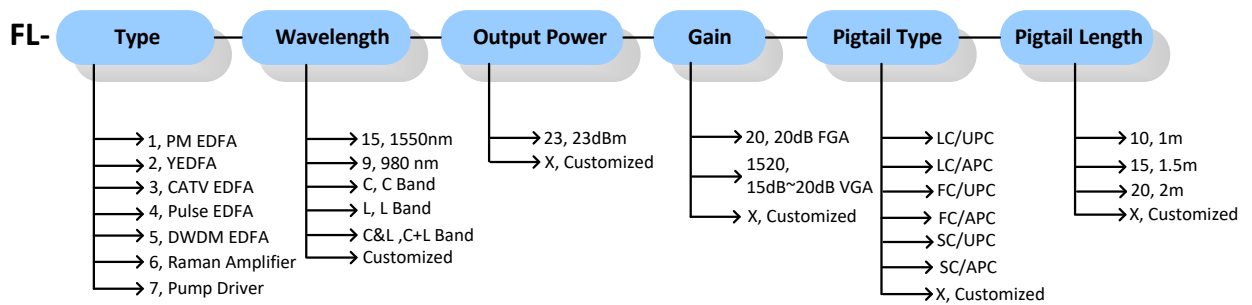 FL-
Type
Wavelength
Output Power
Gain
Pigtail Type
Pigtail Length
1, PM EDFA
2, YEDFA
3, CATV EDFA
4, Pulse EDFA
5, DWDM EDFA
6, Raman Amplifier
7, Pump Driver
15, 1550nm
9, 980 nm
C, C Band
L, L Band
C&L ,C+L Band
Customized
23, 23dBm
X, Customized
20, 20dB FGA
1520,
15dB~20dB VGA
X, Customized
LC/UPC
LC/APC
FC/UPC
FC/APC
SC/UPC
SC/APC
X, Customized
10, 1m
15, 1.5m
20, 2m
X, Customized